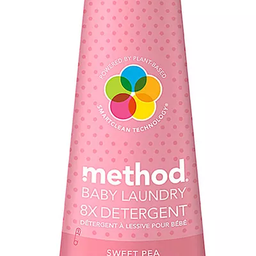 POWERED BY PLANT-BASED
SMARTCLEAN TECHNOLOGY®
method®
BABY LAUNDRY
8X DETERGENT
DÉTERGENT À LESSIVE POUR BÉBÉ
SWEET PEA